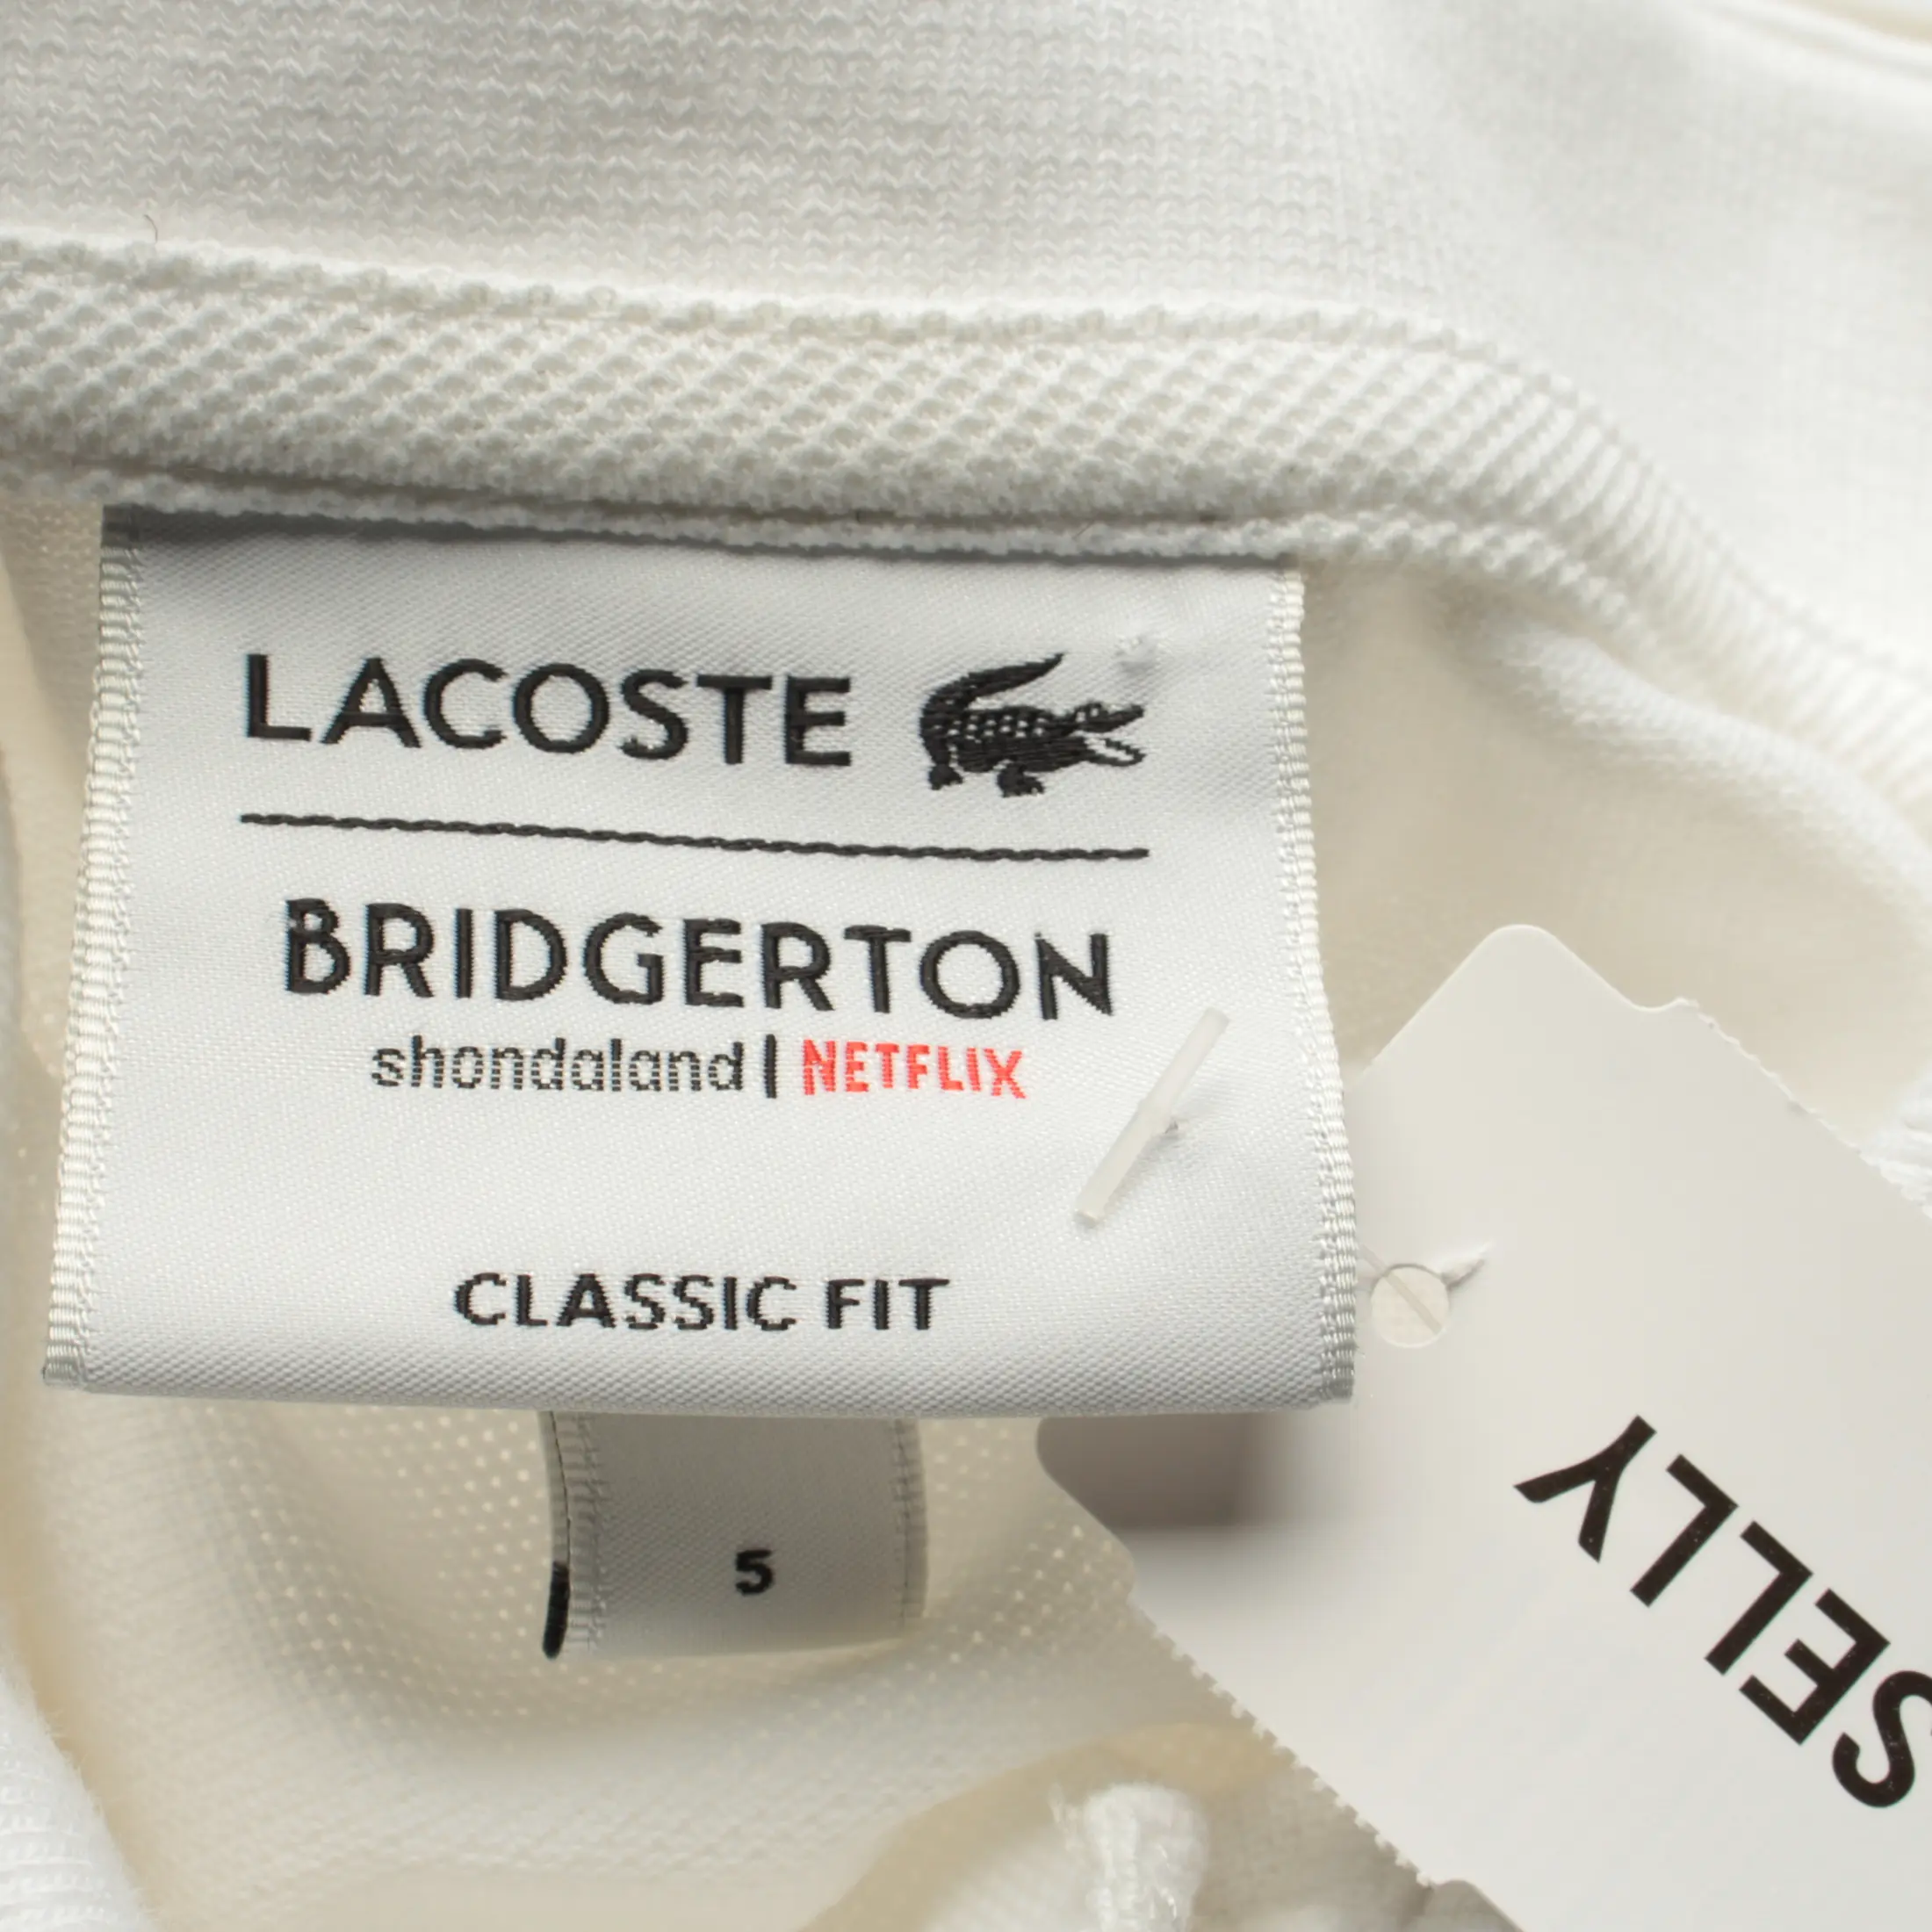 LACOSTE
BRIDGERTON
shondaland | NETFLIX
CLASSIC FIT
5
SELLY